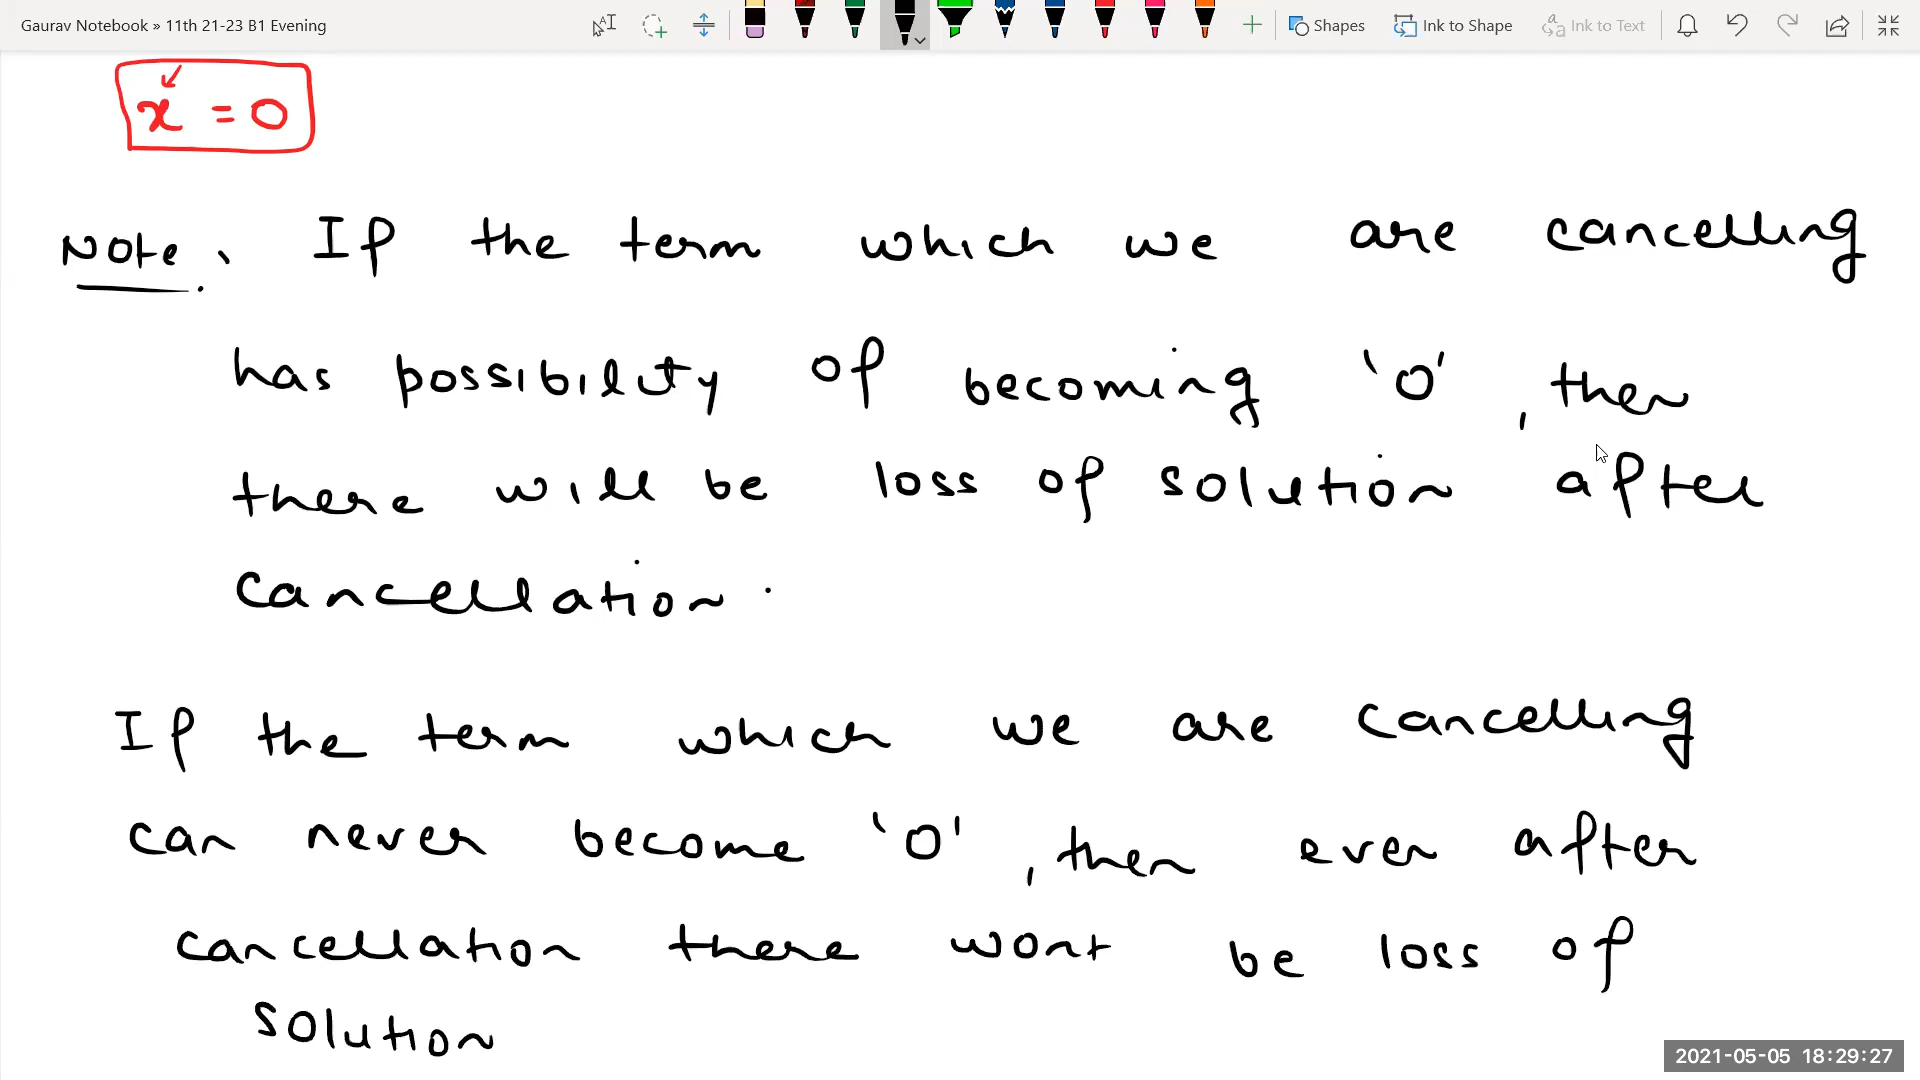 Gaurav Notebook » 11th 21-23 B1 Evening
Shapes Ink to Shape Ink to Text
x = 0
Note. If the term which we are cancelling
has possibility of becoming '0', then
there will be loss of solution after
cancellation.
If the term which we are cancelling
can never become '0', then even after
cancellation there wont be loss of
solution
2021-05-05 18:29:27